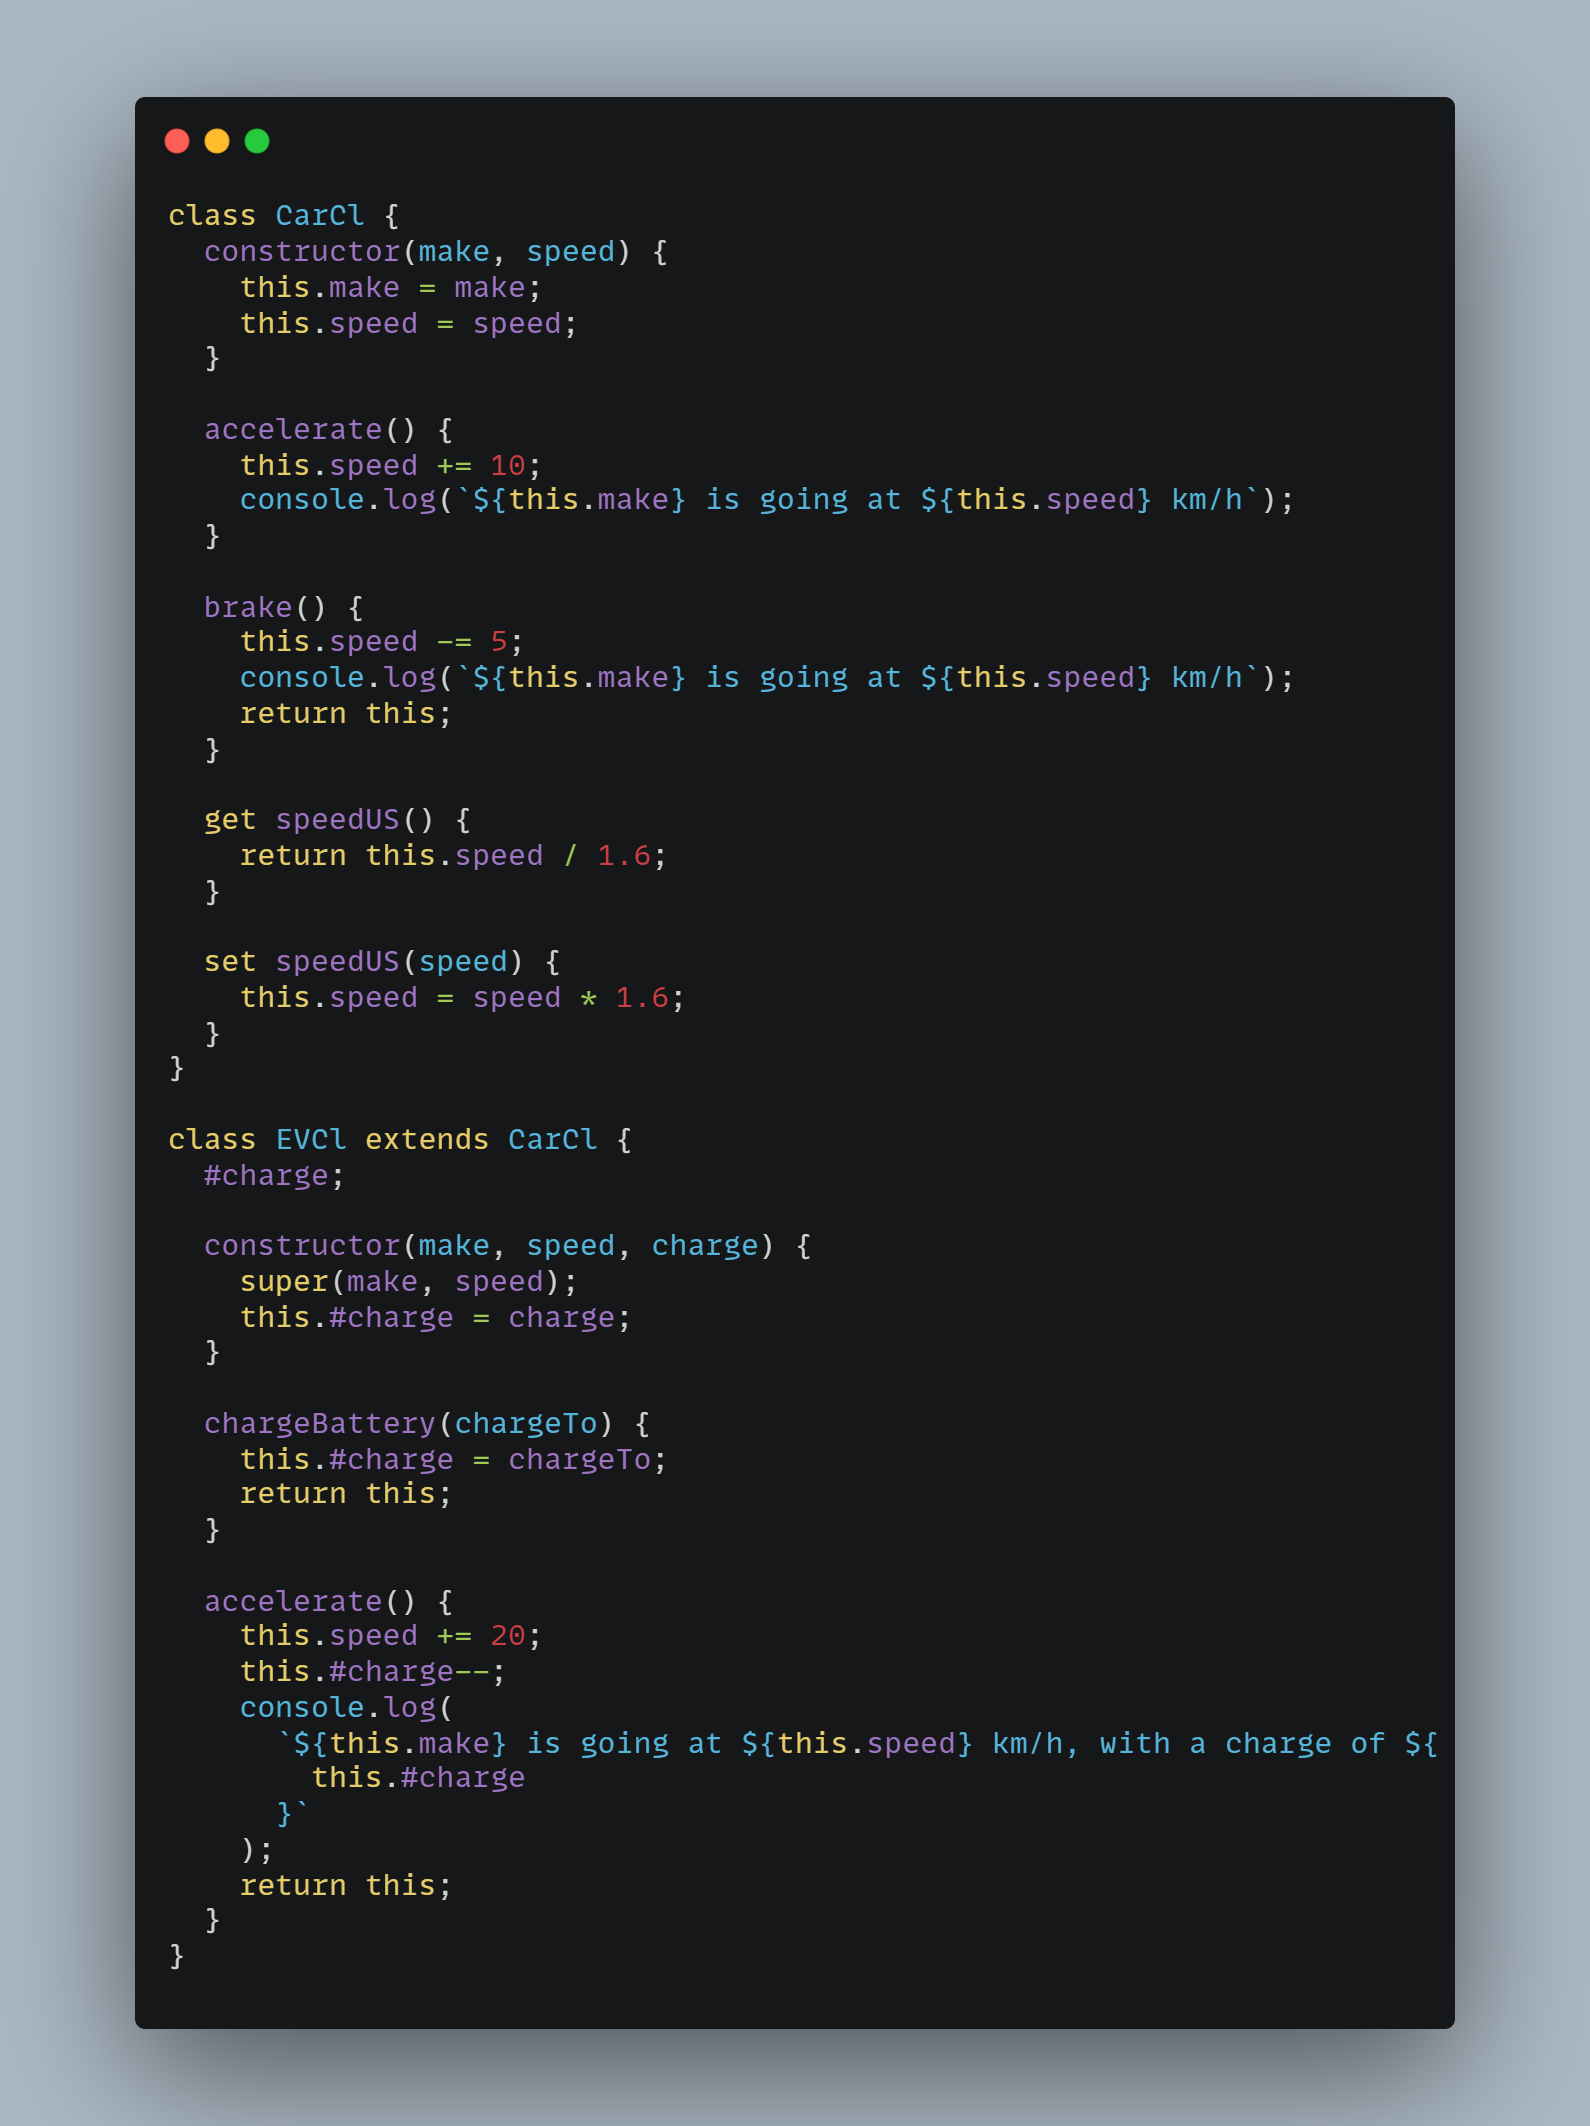 class CarCl {
  constructor(make, speed) {
    this.make = make;
    this.speed = speed;
  }

  accelerate() {
    this.speed += 10;
    console.log(`${this.make} is going at ${this.speed} km/h`);
  }

  brake() {
    this.speed -= 5;
    console.log(`${this.make} is going at ${this.speed} km/h`);
    return this;
  }

  get speedUS() {
    return this.speed / 1.6;
  }

  set speedUS(speed) {
    this.speed = speed * 1.6;
  }
}

class EVCl extends CarCl {
  #charge;

  constructor(make, speed, charge) {
    super(make, speed);
    this.#charge = charge;
  }

  chargeBattery(chargeTo) {
    this.#charge = chargeTo;
    return this;
  }

  accelerate() {
    this.speed += 20;
    this.#charge--;
    console.log(
      `${this.make} is going at ${this.speed} km/h, with a charge of ${
        this.#charge
      }`
    );
    return this;
  }
}